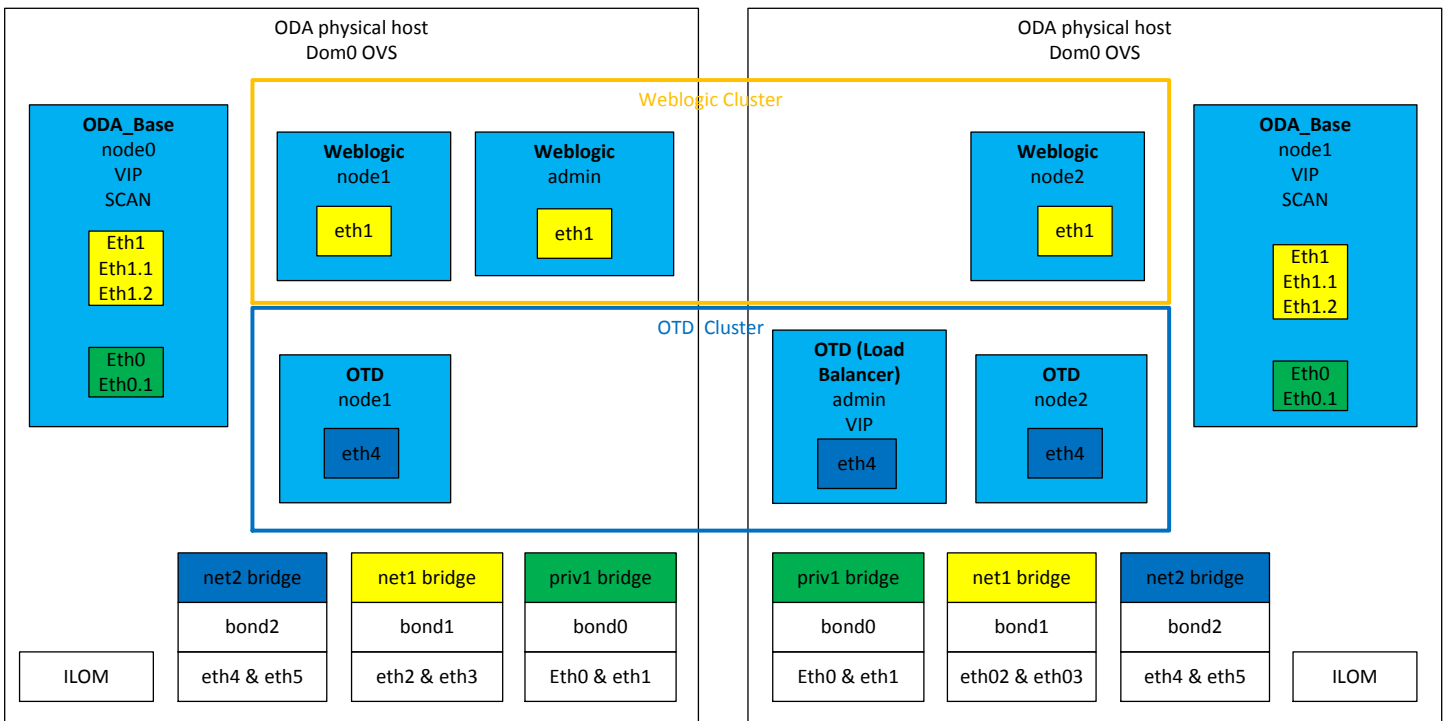 ODA physical host
Dom0 OVS
ODA physical host
Dom0 OVS
Weblogic Cluster
ODA_Base
node0
VIP
SCAN
Eth1
Eth1.1
Eth1.2
Eth0
Eth0.1
Weblogic
node1
eth1
Weblogic
admin
eth1
Weblogic
node2
eth1
ODA_Base
node1
VIP
SCAN
Eth1
Eth1.1
Eth1.2
Eth0
Eth0.1
OTD Cluster
OTD
node1
eth4
OTD (Load
Balancer)
admin
VIP
eth4
OTD
node2
eth4
net2 bridge
bond2
eth4 & eth5
net1 bridge
bond1
eth2 & eth3
priv1 bridge
bond0
Eth0 & eth1
ILOM
priv1 bridge
bond0
Eth0 & eth1
net1 bridge
bond1
eth02 & eth03
net2 bridge
bond2
eth4 & eth5
ILOM